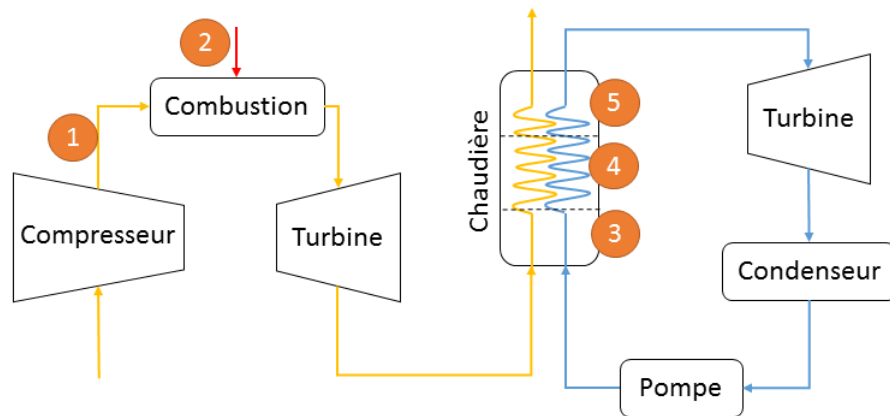 2
Combustion
5
1
Turbine
Chaudière
4
Compresseur
Turbine
3
Condenseur
Pompe